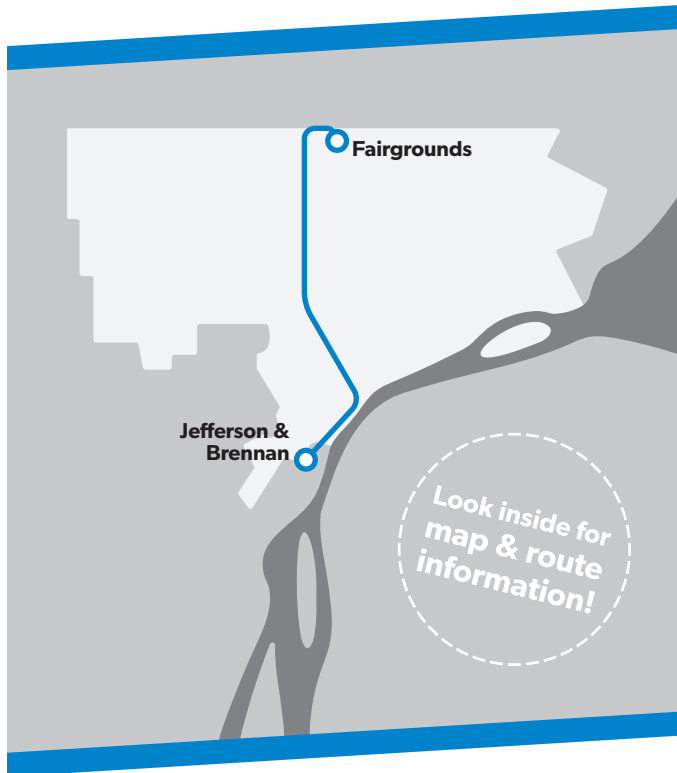 Fairgrounds
Jefferson &
Brennan
Look inside for
map & route
information!